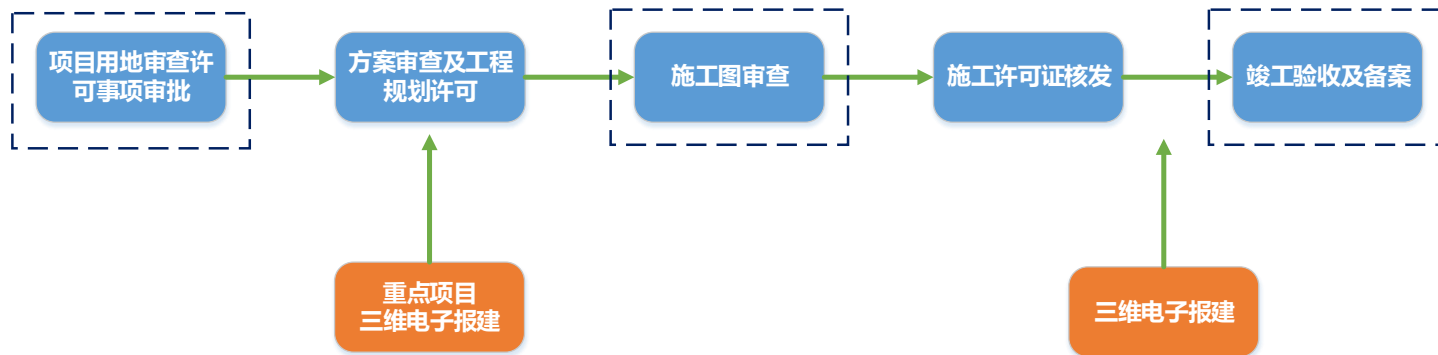 项目用地审查许
可事项审批
方案审查及工程
规划许可
施工图审查
施工许可证核发
竣工验收及备案
重点项目
三维电子报建
三维电子报建